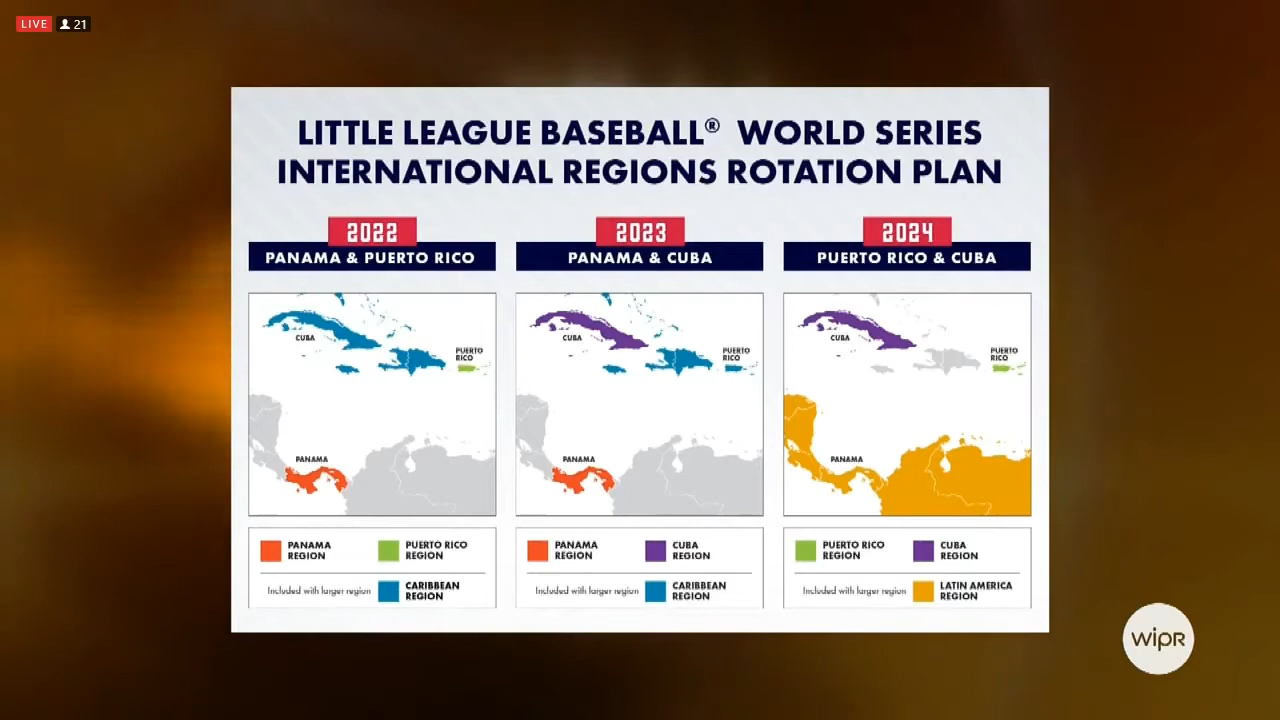 LIVE 21
LITTLE LEAGUE BASEBALL® WORLD SERIES
INTERNATIONAL REGIONS ROTATION PLAN
2022
PANAMA & PUERTO RICO
CUBA
PUERTO
RICO
PANAMA
PANAMA
REGION
PUERTO RICO
REGION
Included with larger region
CARIBBEAN
REGION
2023
PANAMA & CUBA
CUBA
PUERTO
RICO
PANAMA
PANAMA
REGION
CUBA
REGION
Included with larger region
CARIBBEAN
REGION
2024
PUERTO RICO & CUBA
CUBA
PUERTO
RICO
PANAMA
PUERTO RICO
REGION
CUBA
REGION
Included with larger region
LATIN AMERICA
REGION
wipr